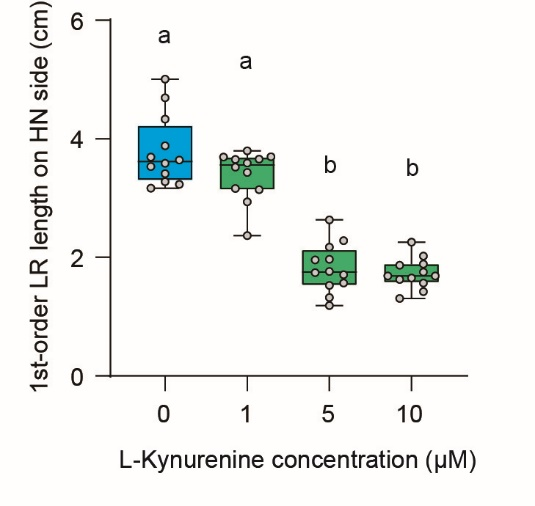 1st-order LR length on HN side (cm)
6
4
2
0
a
a
b
b
0 1 5 10
L-Kynurenine concentration (μM)